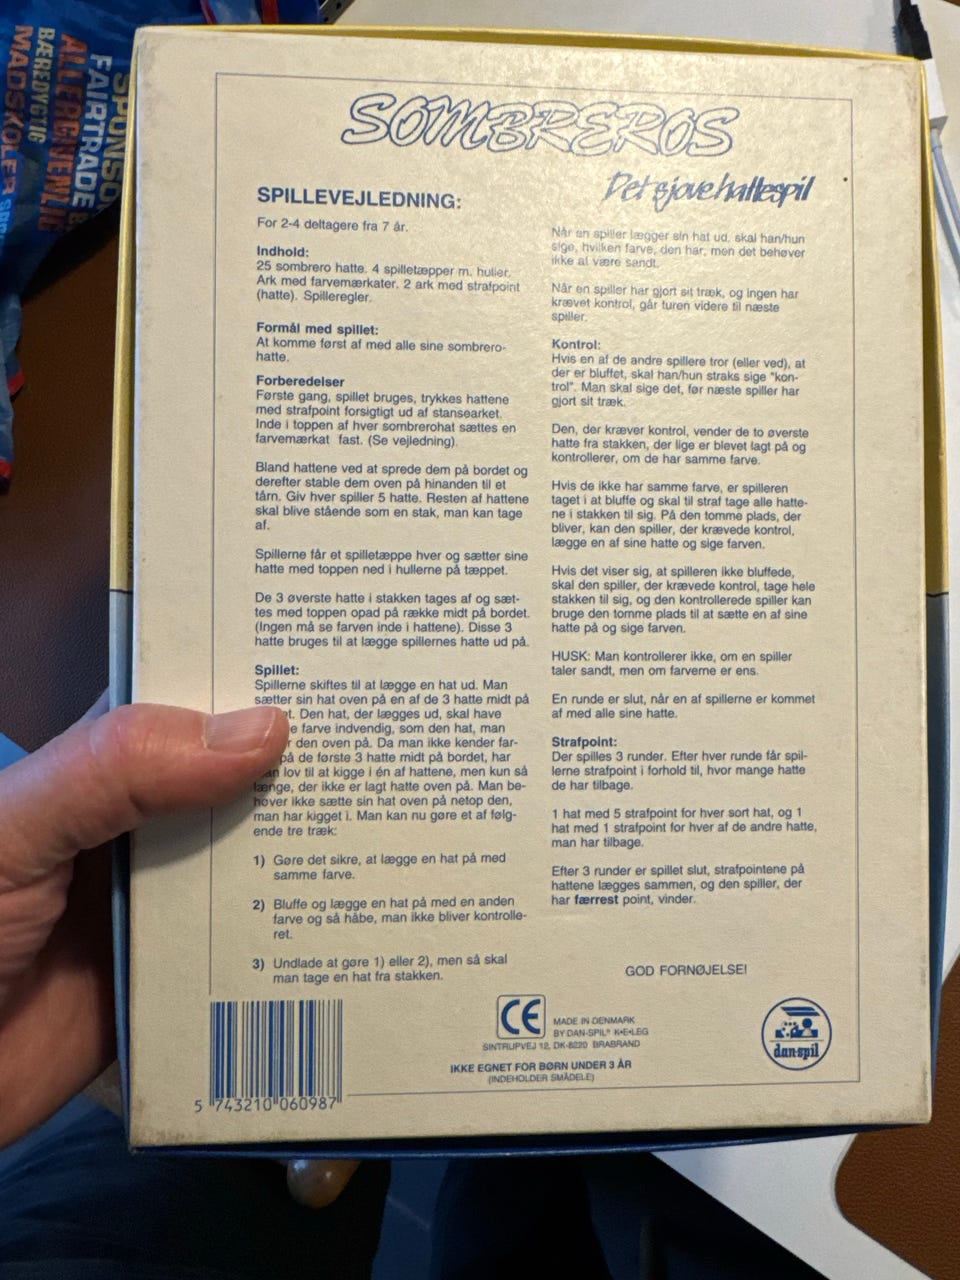 SPONSO
FAIRTRADE
ALLERGIVENLIG
BÆREDYGTIG
MADSKOLER
SOMBREROS
Det sjove hattespil
SPILLEVEJLEDNING:
For 2-4 deltagere fra 7 år.
Indhold:
25 sombrero hatte. 4 spilletæpper m. huller.
Ark med farvemærkater. 2 ark med strafpoint
(hatte). Spilleregler.
Formål med spillet:
At komme først af med alle sine sombrero-
hatte.
Forberedelser
Første gang, spillet bruges, trykkes hattene
med strafpoint forsigtigt ud af stansearket.
Inde i toppen af hver sombrerohat sættes en
farvemærkat fast. (Se vejledning).
Bland hattene ved at sprede dem på bordet og
derefter stable dem oven på hinanden til et
tårn. Giv hver spiller 5 hatte. Resten af hattene
skal blive stående som en stak, man kan tage
af.
Spillerne får et spilletæppe hver og sætter sine
hatte med toppen ned i hullerne på tæppet.
De 3 øverste hatte i stakken tages af og sæt-
tes med toppen opad på række midt på bordet.
(Ingen må se farven inde i hattene). Disse 3
hatte bruges til at lægge spillernes hatte ud på.
Spillet:
Spillerne skiftes til at lægge en hat ud. Man
sætter sin hat oven på en af de 3 hatte midt på
et. Den hat, der lægges ud, skal have
e farve indvendig, som den hat, man
r den oven på. Da man ikke kender far-
på de første 3 hatte midt på bordet, har
an lov til at kigge i én af hattene, men kun så
længe, der ikke er lagt hatte oven på. Man be-
høver ikke sætte sin hat oven på netop den,
man har kigget i. Man kan nu gøre et af følg-
ende tre træk:
1) Gøre det sikre, at lægge en hat på med
samme farve.
2) Bluffe og lægge en hat på med en anden
farve og så håbe, man ikke bliver kontrolle-
ret.
3) Undlade at gøre 1) eller 2), men så skal
man tage en hat fra stakken.
Når en spiller lægger sin hat ud, skal han/hun
sige, hvilken farve, den har, men det behøver
ikke at være sandt.
Når en spiller har gjort sit træk, og ingen har
krævet kontrol, går turen videre til næste
spiller.
Kontrol:
Hvis en af de andre spillere tror (eller ved), at
der er bluffet, skal han/hun straks sige "kon-
trol". Man skal sige det, før næste spiller har
gjort sit træk.
Den, der kræver kontrol, vender de to øverste
hatte fra stakken, der lige er blevet lagt på og
kontrollerer, om de har samme farve.
Hvis de ikke har samme farve, er spilleren
taget i at bluffe og skal til straf tage alle hatte-
ne i stakken til sig. På den tomme plads, der
bliver, kan den spiller, der krævede kontrol,
lægge en af sine hatte og sige farven.
Hvis det viser sig, at spilleren ikke bluffede,
skal den spiller, der krævede kontrol, tage hele
stakken til sig, og den kontrollerede spiller kan
bruge den tomme plads til at sætte en af sine
hatte på og sige farven.
HUSK: Man kontrollerer ikke, om en spiller
taler sandt, men om farverne er ens.
En runde er slut, når en af spillerne er kommet
af med alle sine hatte.
Strafpoint:
Der spilles 3 runder. Efter hver runde får spil-
lerne strafpoint i forhold til, hvor mange hatte
de har tilbage.
1 hat med 5 strafpoint for hver sort hat, og 1
hat med 1 strafpoint for hver af de andre hatte,
man har tilbage.
Efter 3 runder er spillet slut, strafpointene på
hattene lægges sammen, og den spiller, der
har færrest point, vinder.
GOD FORNØJELSE!
CE
MADE IN DENMARK
BY DAN-SPIL® K•E•LEG
SINTRUPVEJ 12, DK-8220 BRABRAND
IKKE EGNET FOR BØRN UNDER 3 ÅR
(INDEHOLDER SMÅDELE)
dan-spil
5 743210 060987